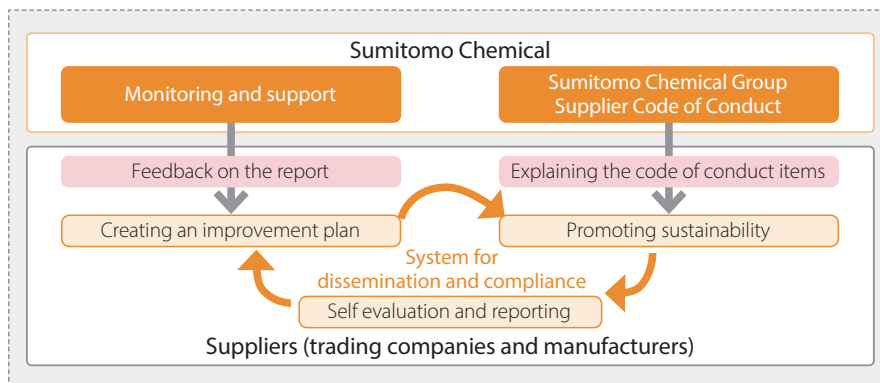 Sumitomo Chemical
Monitoring and support
Sumitomo Chemical Group
Supplier Code of Conduct
Feedback on the report
Explaining the code of conduct items
Creating an improvement plan
Promoting sustainability
System for
dissemination and compliance
Self evaluation and reporting
Suppliers (trading companies and manufacturers)